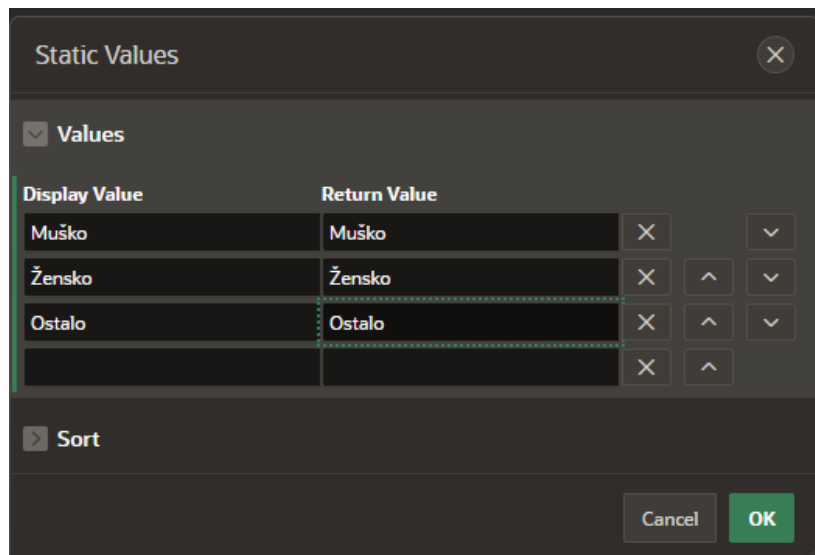 Static Values
Values
Display Value Return Value
Muško Muško
Žensko Žensko
Ostalo Ostalo
Sort
Cancel OK